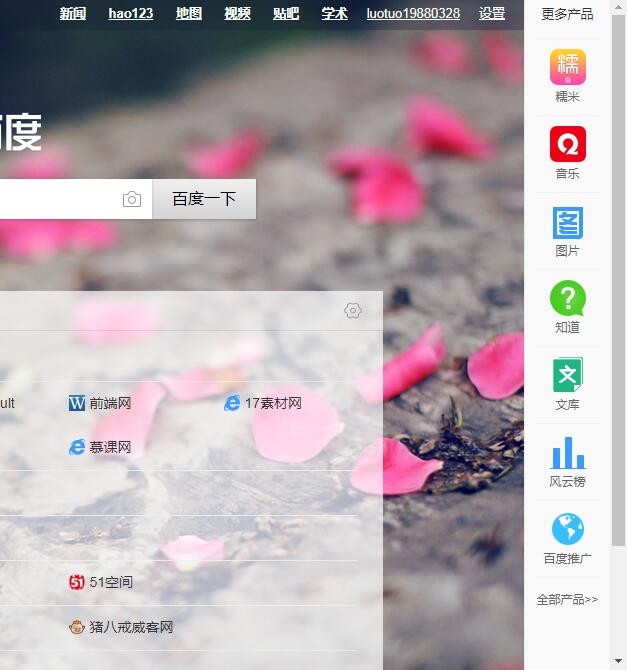 新闻 hao123 地图 视频 贴吧 学术 luotuo19880328 设置 更多产品
糯
糯米
度
音乐
百度一下
图片
知道
ult 前端网 17素材网
文
文库
慕课网
风云榜
百度推广
51 51空间
全部产品>>
猪八戒威客网